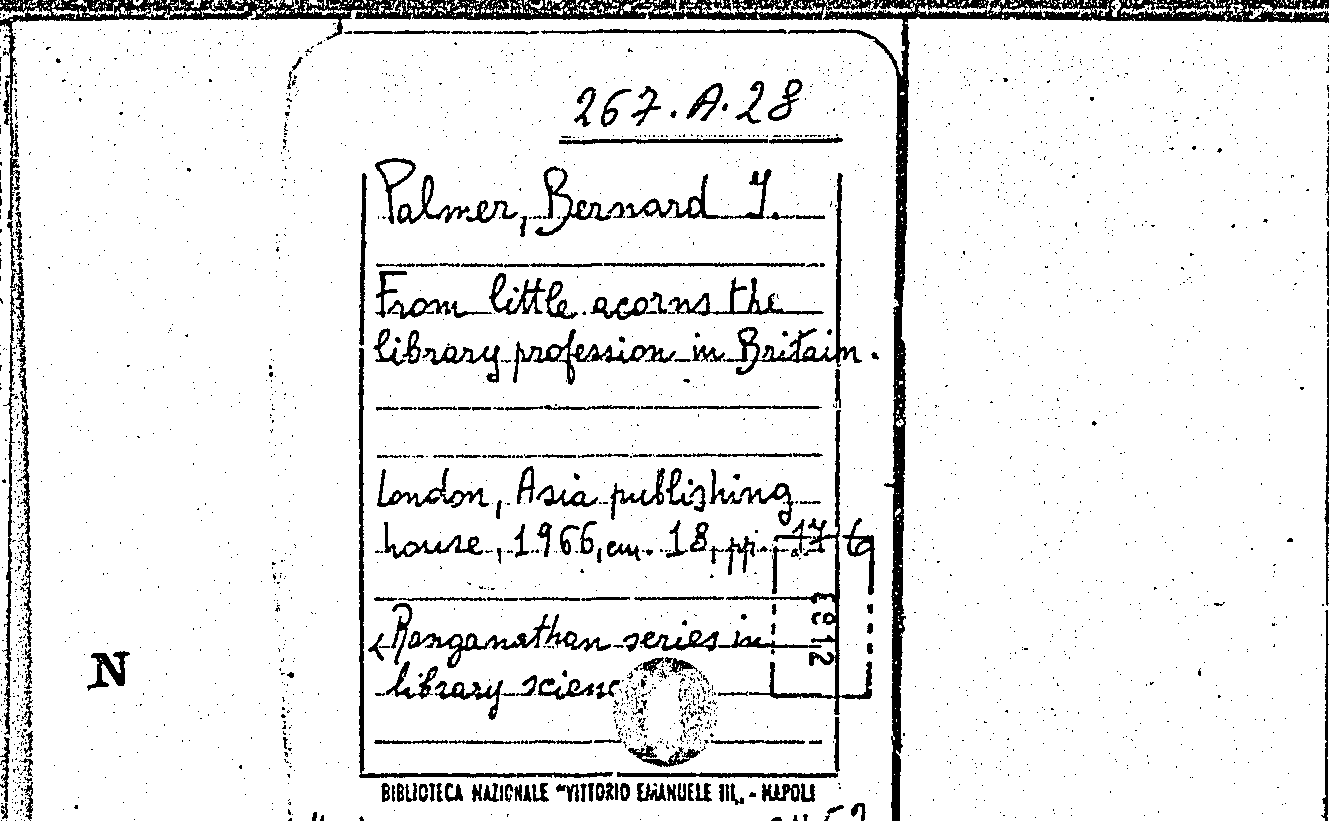 267.A.28
Palmer, Bernard I.
From little acorns the
library profession in Britain.
London, Asia publishing
house, 1966, cm. 18, pp.
<Ranganathan series in
library scienc
N
BIBLIOTECA NAZIONALE "VITTORIO EMANUELE III„ - NAPOLI